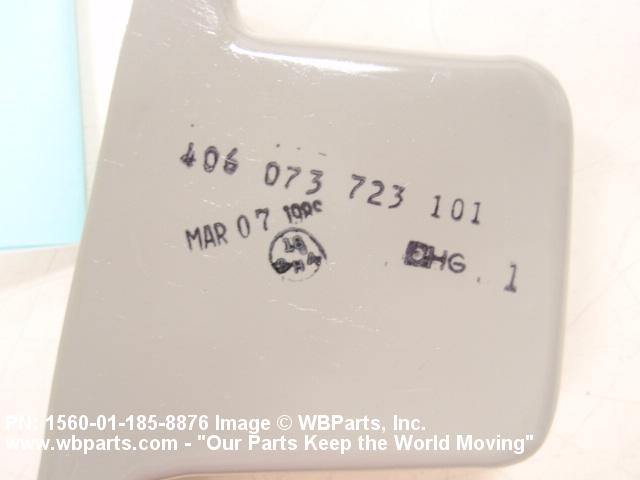 406 073 723 101
MAR 07
CHG. 1
PN: 1560-01-185-8876 Image © WBParts, Inc.
www.wbparts.com - "Our Parts Keep the World Moving"